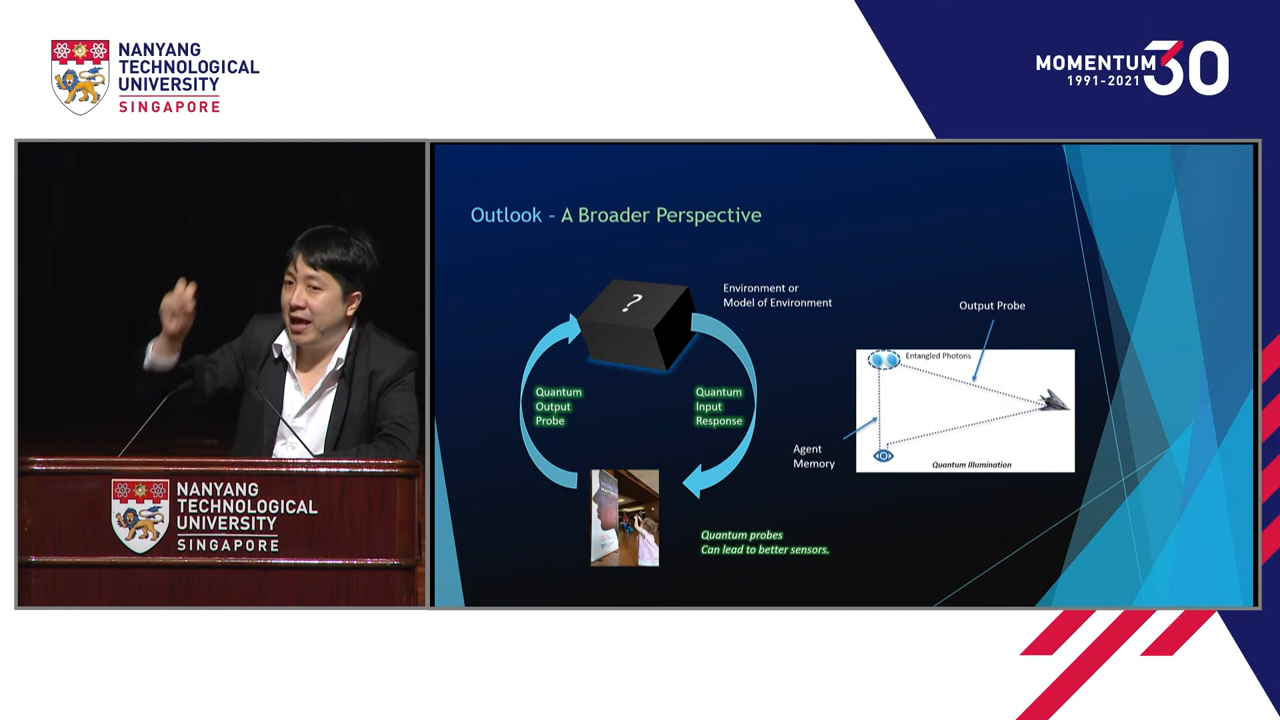 NANYANG
TECHNOLOGICAL
UNIVERSITY
SINGAPORE
MOMENTUM30
1991-2021
Outlook – A Broader Perspective
?
Environment or
Model of Environment
Quantum
Output
Probe
Quantum
Input
Response
Quantum probes
Can lead to better sensors.
Output Probe
Entangled Photons
Agent
Memory
Quantum Illumination
NANYANG
TECHNOLOGICAL
UNIVERSITY
SINGAPORE